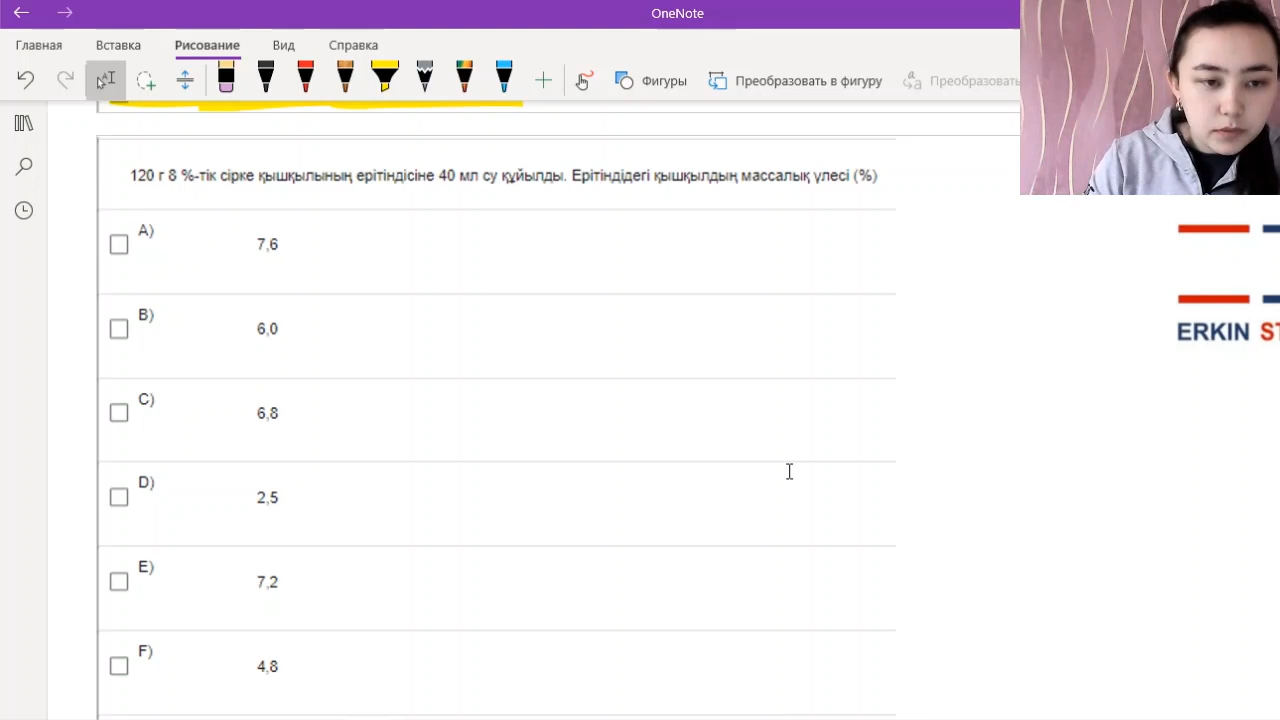 OneNote
Главная Вставка Рисование Вид Справка
Фигуры Преобразовать в фигуру Преобразовать
120 г 8 %-тік сірке қышқылының ерітіндісіне 40 мл су құйылды. Ерітіндідегі қышқылдың массалық үлесі (%)
A) 7,6
B) 6,0
C) 6,8
D) 2,5
E) 7,2
F) 4,8
ERKIN ST